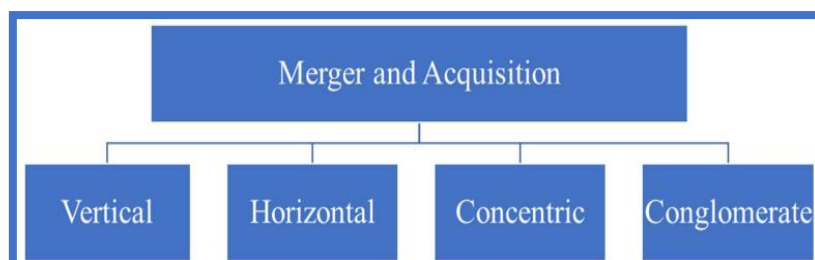 Merger and Acquisition
Vertical
Horizontal
Concentric
Conglomerate